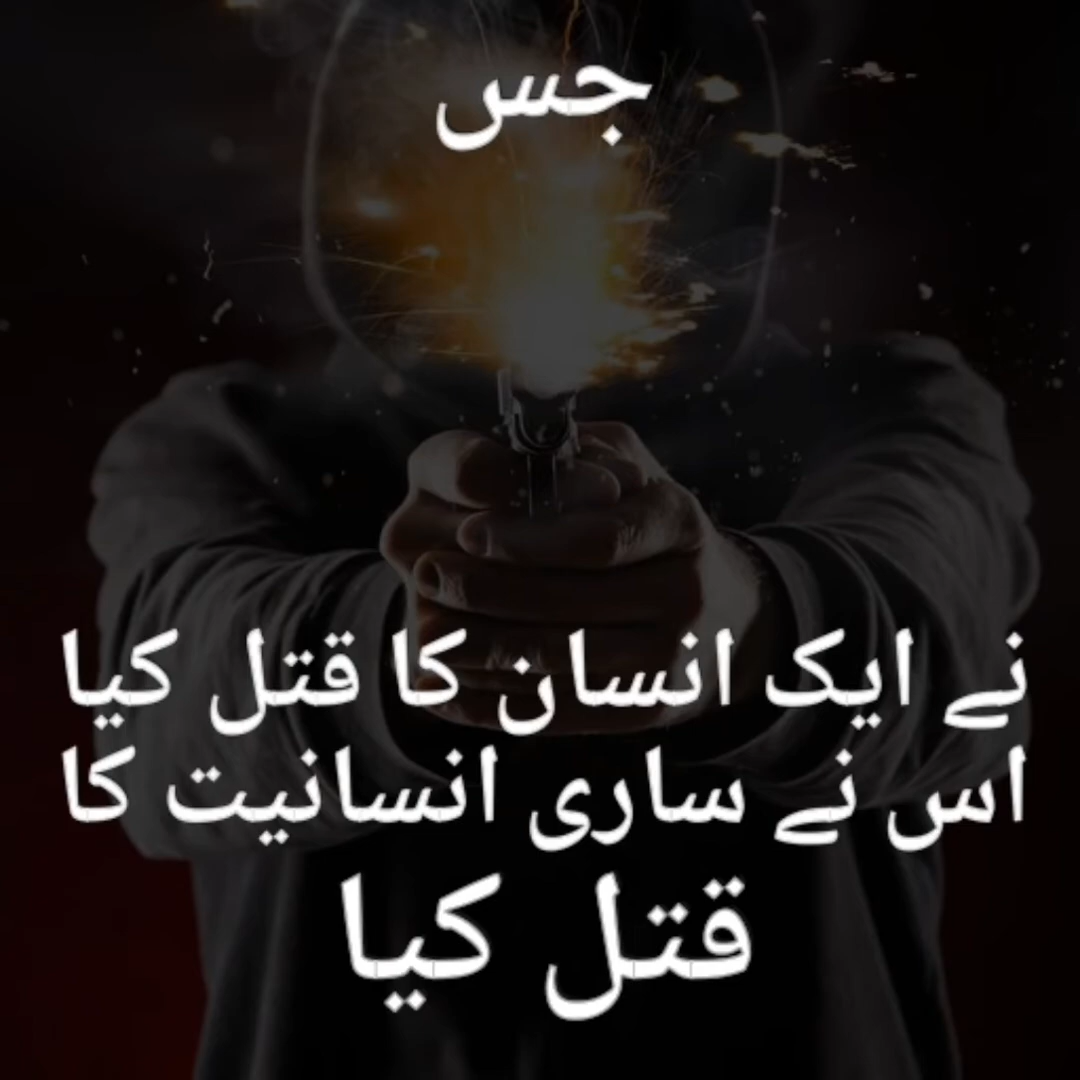 جس
نے ایک انسان کا قتل کیا
اس نے ساری انسانیت کا
قتل کیا